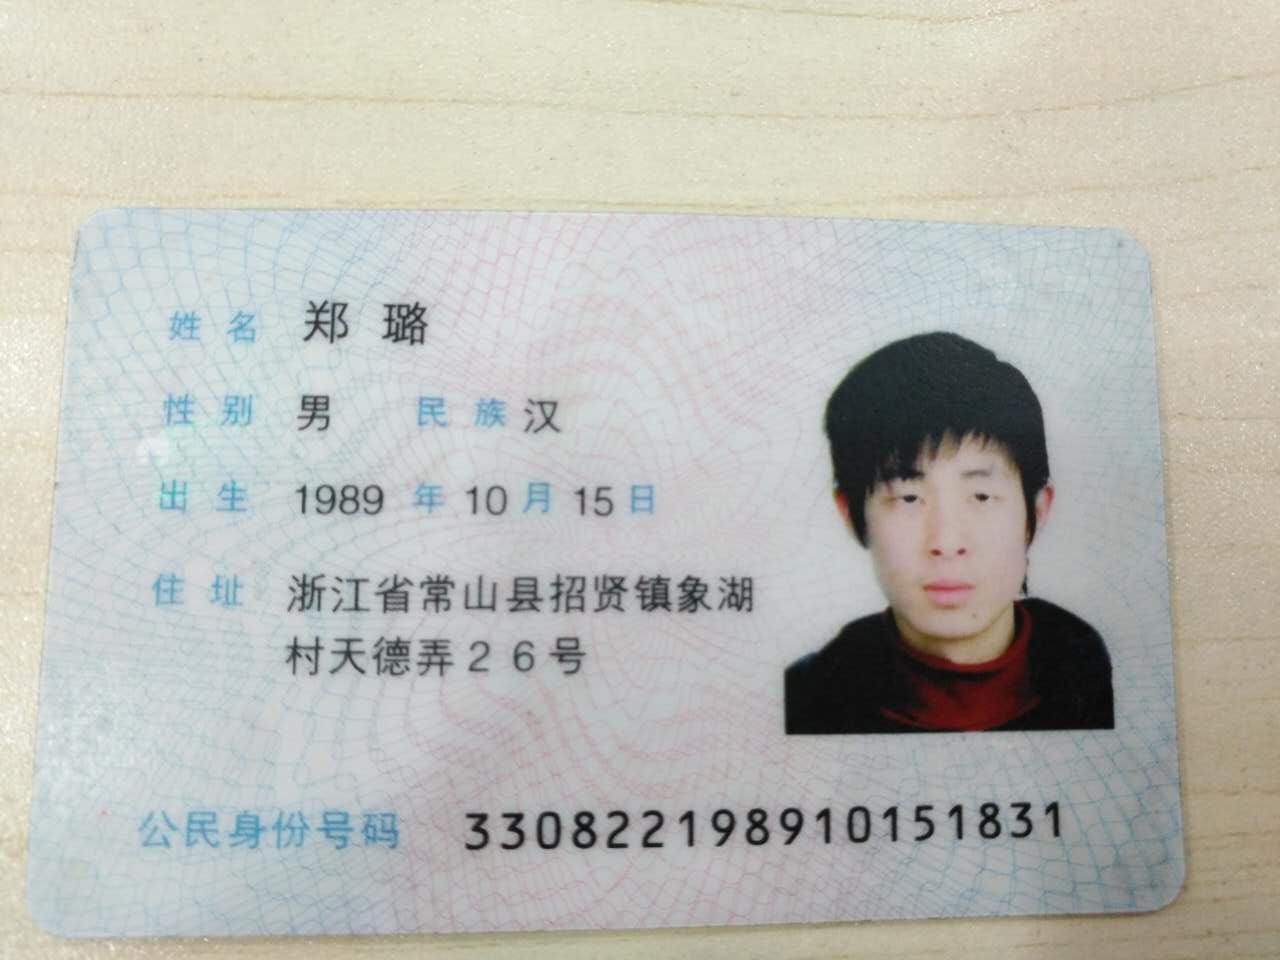 姓名 郑璐
性别 男 民族 汉
出生 1989 年 10 月 15 日
住址 浙江省常山县招贤镇象湖
村天德弄26号
公民身份号码 330822198910151831